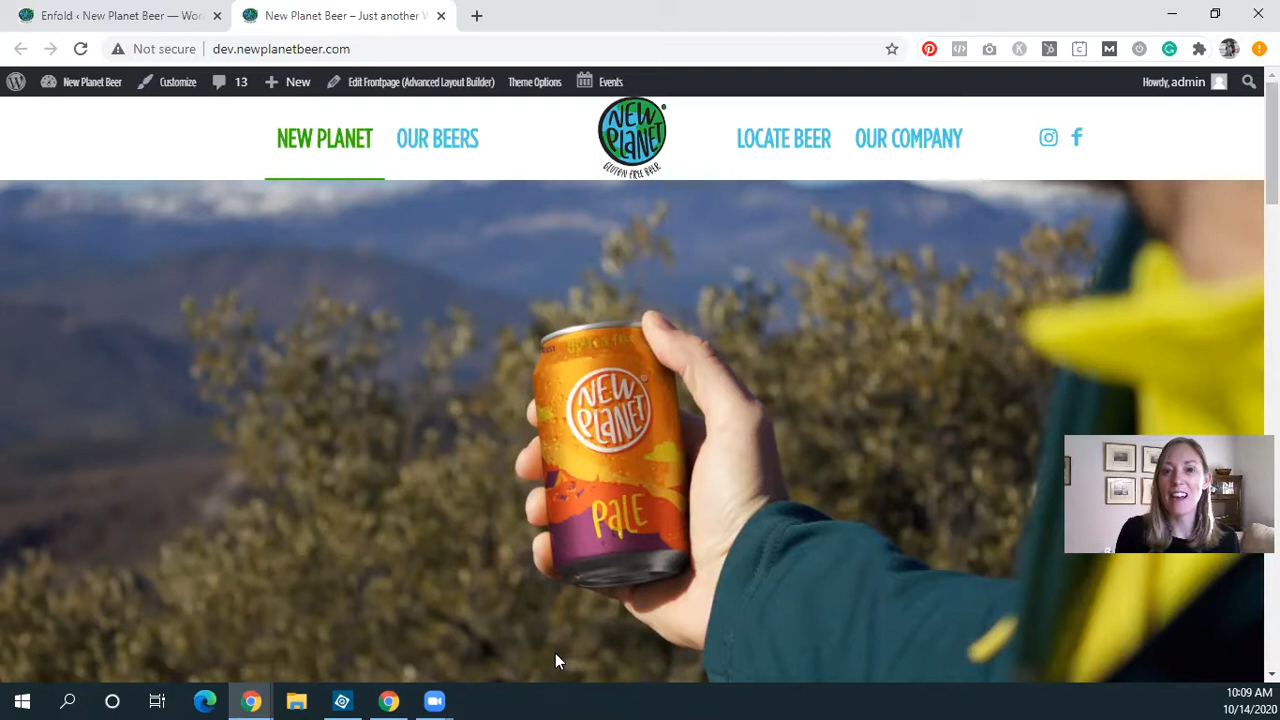 Enfold ‹ New Planet Beer — Wor
New Planet Beer – Just another W
Not secure
dev.newplanetbeer.com
New Planet Beer
Customize
13
New
Edit Frontpage (Advanced Layout Builder)
Theme Options
Events
Howdy, admin
NEW PLANET
OUR BEERS
NEW
PLANET
GLUTEN FREE BEER
LOCATE BEER
OUR COMPANY
gluten free
NEW
PLANET
PALE
10:09 AM
10/14/2020